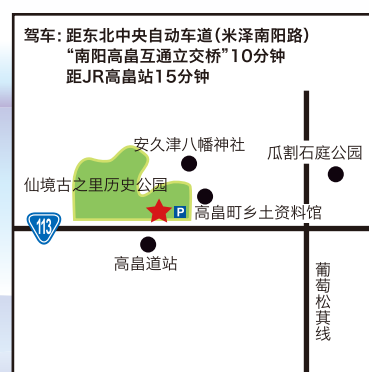 驾车：距东北中央自动车道（米泽南阳路）
“南阳高畠互通立交桥”10分钟
距JR高畠站15分钟
安久津八幡神社
瓜割石庭公园
仙境古之里历史公园
P
高畠町乡土资料馆
113
高畠道站
葡萄松萁线